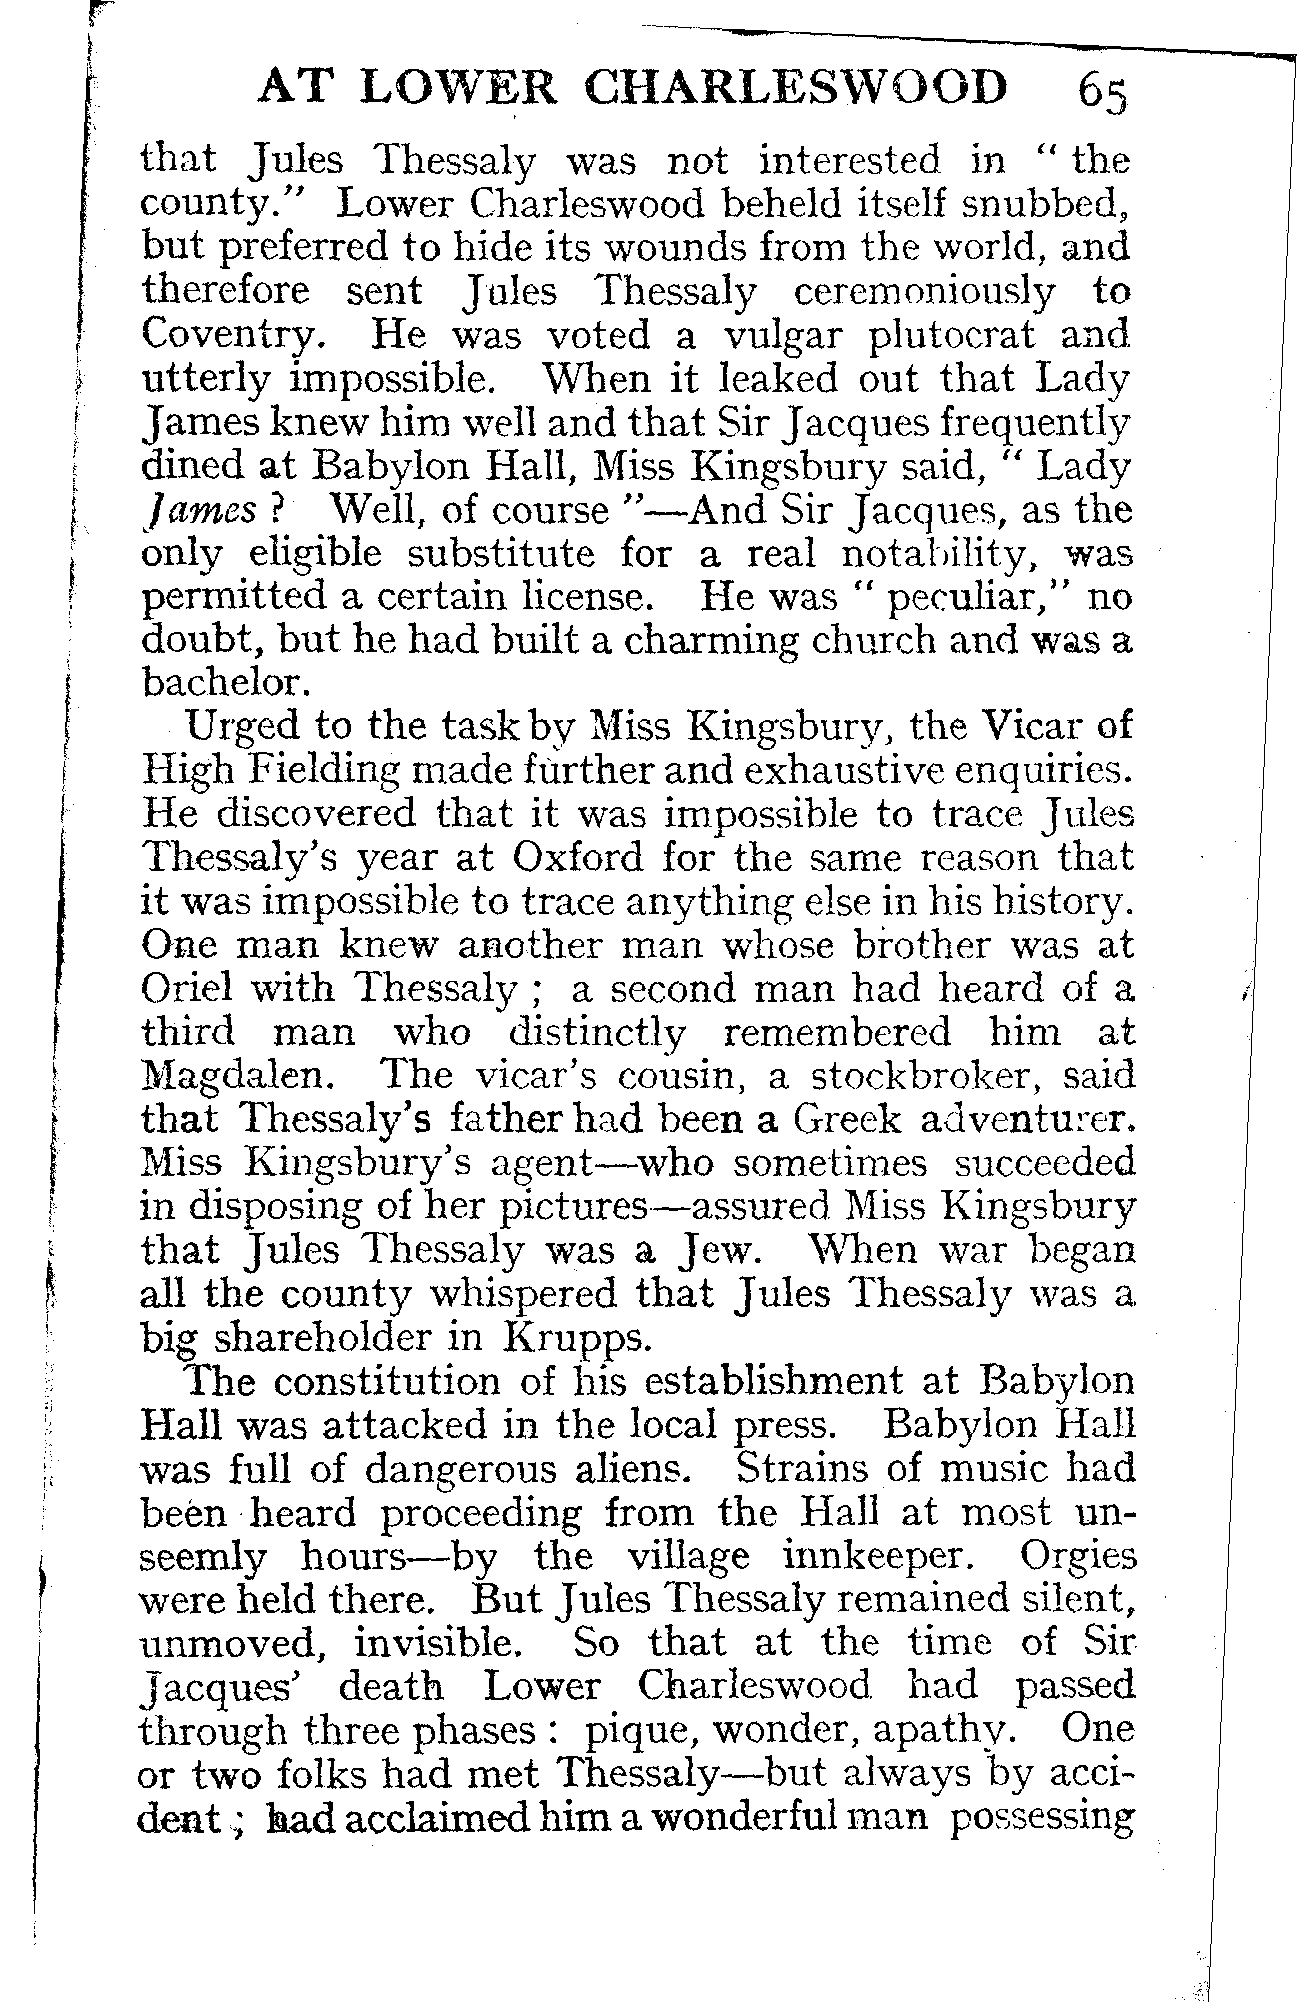 AT LOWER CHARLESWOOD 65
that Jules Thessaly was not interested in “ the
county.” Lower Charleswood beheld itself snubbed,
but preferred to hide its wounds from the world, and
therefore sent Jules Thessaly ceremoniously to
Coventry. He was voted a vulgar plutocrat and
utterly impossible. When it leaked out that Lady
James knew him well and that Sir Jacques frequently
dined at Babylon Hall, Miss Kingsbury said, “ Lady
James ? Well, of course ”—And Sir Jacques, as the
only eligible substitute for a real notability, was
permitted a certain license. He was “ peculiar,” no
doubt, but he had built a charming church and was a
bachelor.
Urged to the task by Miss Kingsbury, the Vicar of
High Fielding made further and exhaustive enquiries.
He discovered that it was impossible to trace Jules
Thessaly’s year at Oxford for the same reason that
it was impossible to trace anything else in his history.
One man knew another man whose brother was at
Oriel with Thessaly ; a second man had heard of a
third man who distinctly remembered him at
Magdalen. The vicar’s cousin, a stockbroker, said
that Thessaly’s father had been a Greek adventurer.
Miss Kingsbury’s agent—who sometimes succeeded
in disposing of her pictures—assured Miss Kingsbury
that Jules Thessaly was a Jew. When war began
all the county whispered that Jules Thessaly was a
big shareholder in Krupps.
The constitution of his establishment at Babylon
Hall was attacked in the local press. Babylon Hall
was full of dangerous aliens. Strains of music had
been heard proceeding from the Hall at most un-
seemly hours—by the village innkeeper. Orgies
were held there. But Jules Thessaly remained silent,
unmoved, invisible. So that at the time of Sir
Jacques’ death Lower Charleswood had passed
through three phases : pique, wonder, apathy. One
or two folks had met Thessaly—but always by acci-
dent ; had acclaimed him a wonderful man possessing